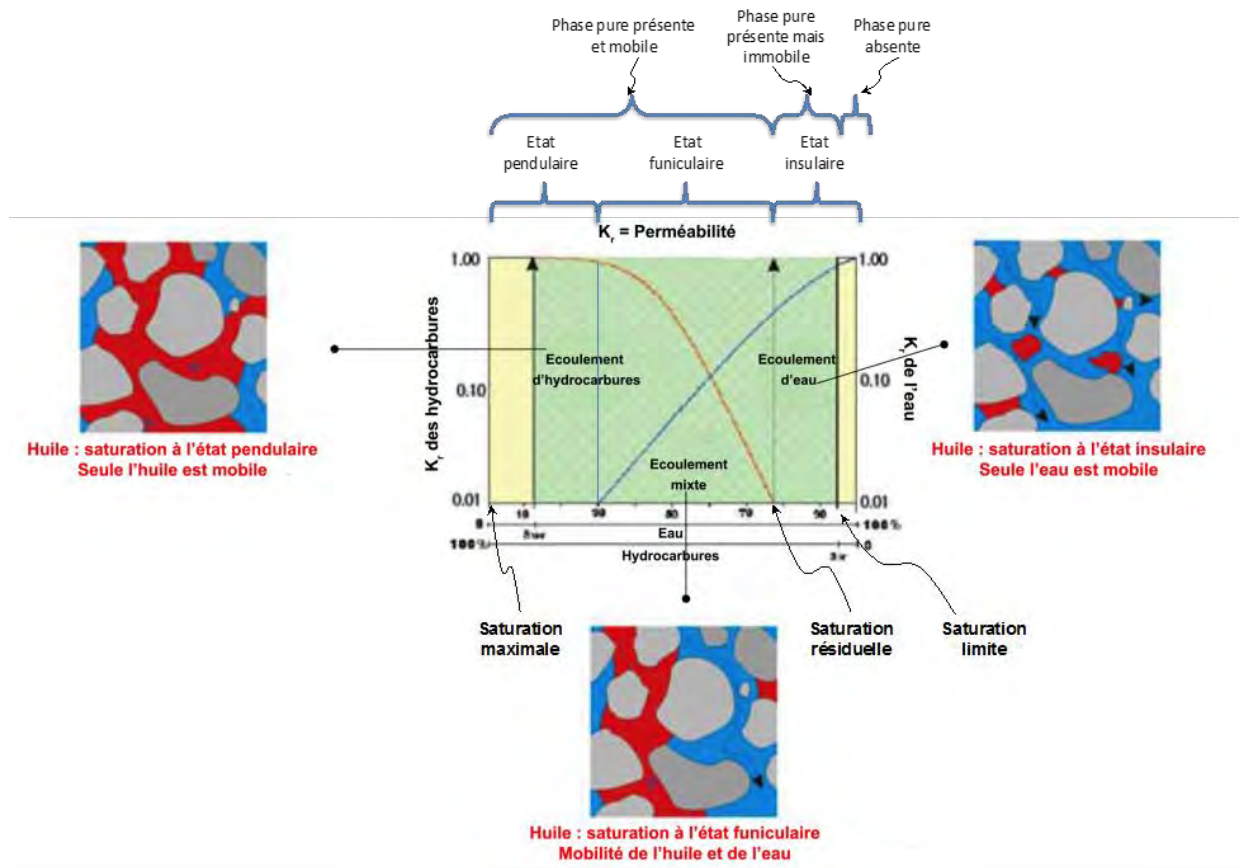 Phase pure présente
et mobile
Phase pure
présente mais
immobile
Phase pure
absente
Etat
pendulaire
Etat
funiculaire
Etat
insulaire
Kr = Perméabilité
1.00
0.10
0.01
Kr des hydrocarbures
Ecoulement
d'hydrocarbures
Ecoulement
d'eau
Ecoulement
mixte
1.00
0.10
0.01
Kr de l'eau
Huile : saturation à l'état pendulaire
Seule l'huile est mobile
Huile : saturation à l'état insulaire
Seule l'eau est mobile
70
0
Eau
100%
100%
Hydrocarbures
0
Saturation
maximale
Saturation
résiduelle
Saturation
limite
Huile : saturation à l'état funiculaire
Mobilité de l'huile et de l'eau